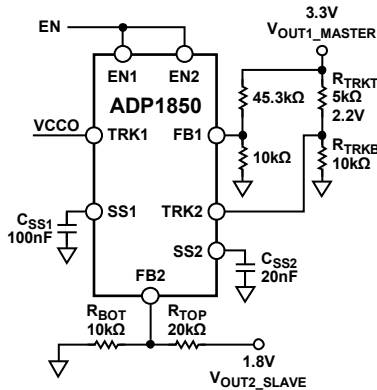 3.3V
EN
VOUT1_MASTER
EN1 EN2
ADP1850
45.3kΩ
RTRKT
5kΩ
2.2V
VCCO
TRK1
FB1
10kΩ
RTRKB
10kΩ
CSS1
100nF
SS1
TRK2
SS2
CSS2
20nF
FB2
RBOT
10kΩ
RTOP
20kΩ
1.8V
VOUT2_SLAVE